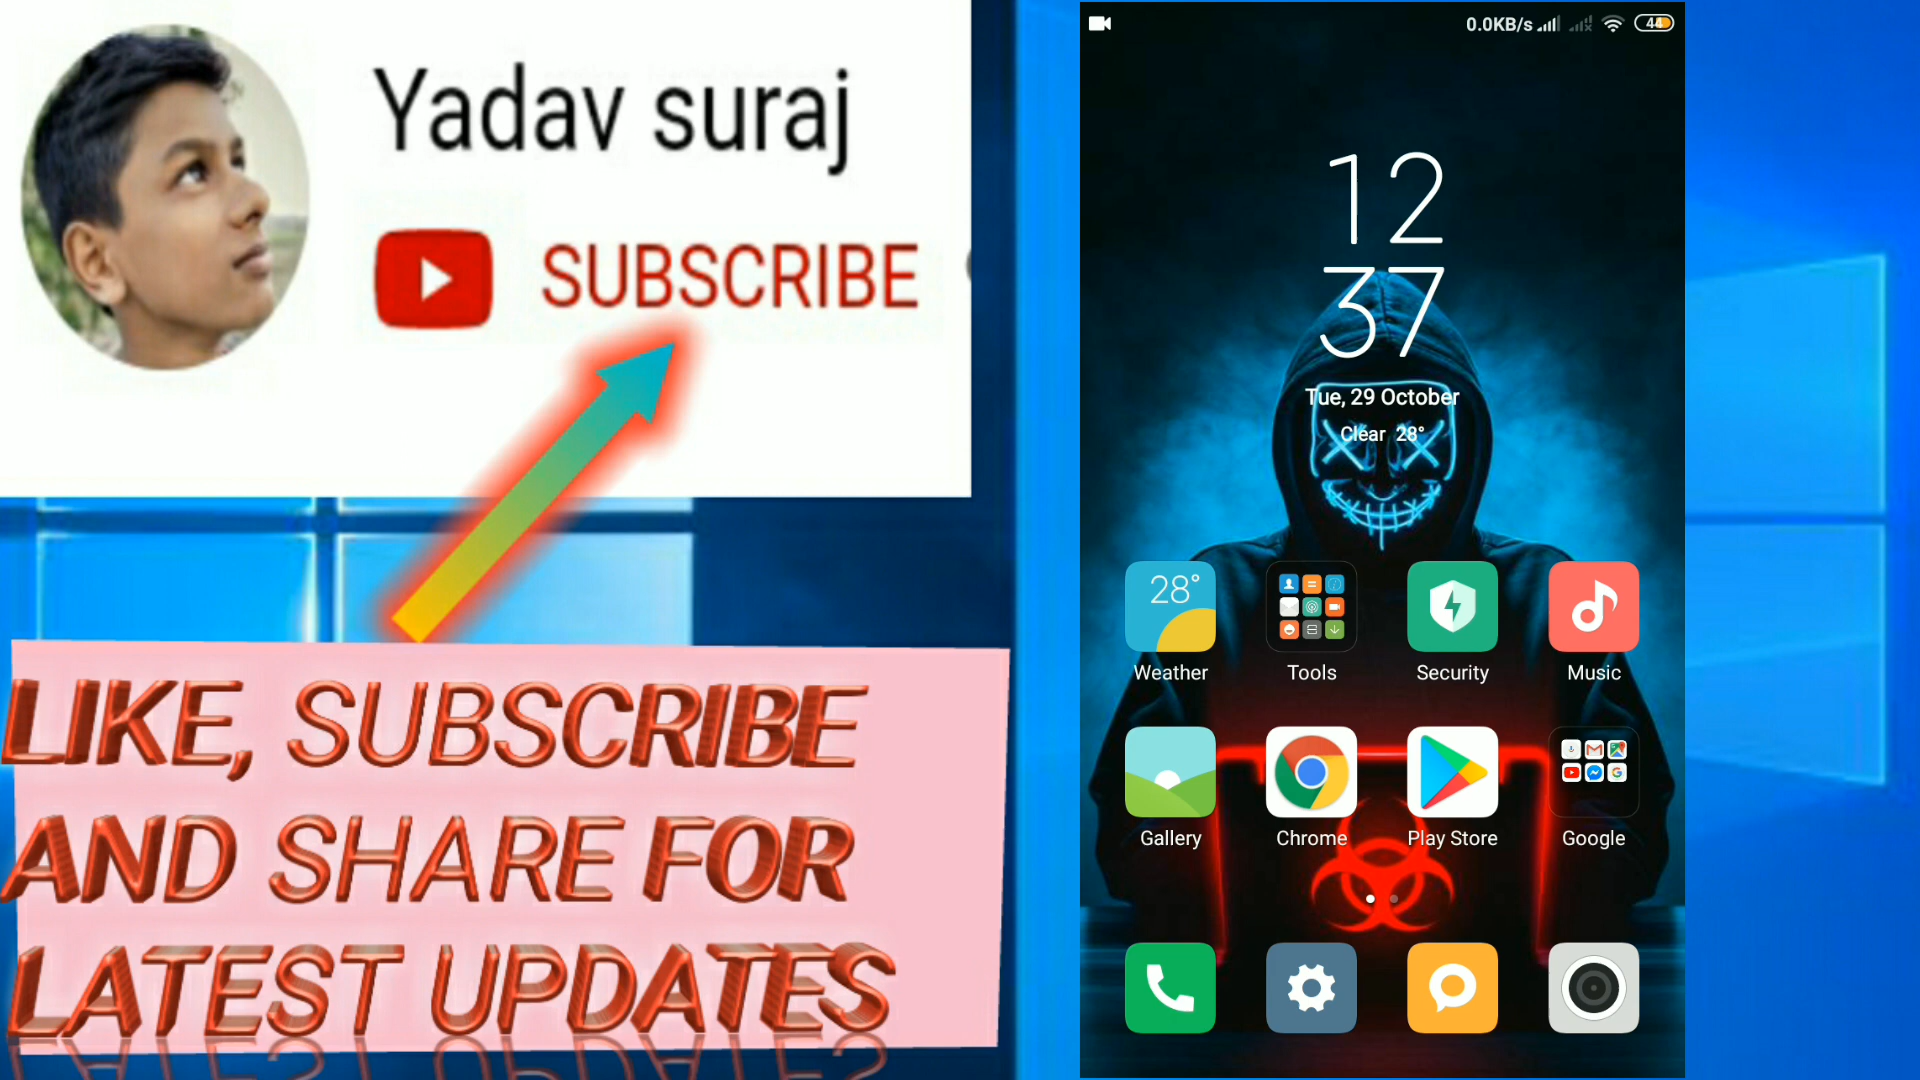 Yadav suraj
SUBSCRIBE
LIKE, SUBSCRIBE
AND SHARE FOR
LATEST UPDATES
0.0KB/s
44
12
37
Tue, 29 October
Clear 28°
28°
Weather
Tools
Security
Music
Gallery
Chrome
Play Store
Google